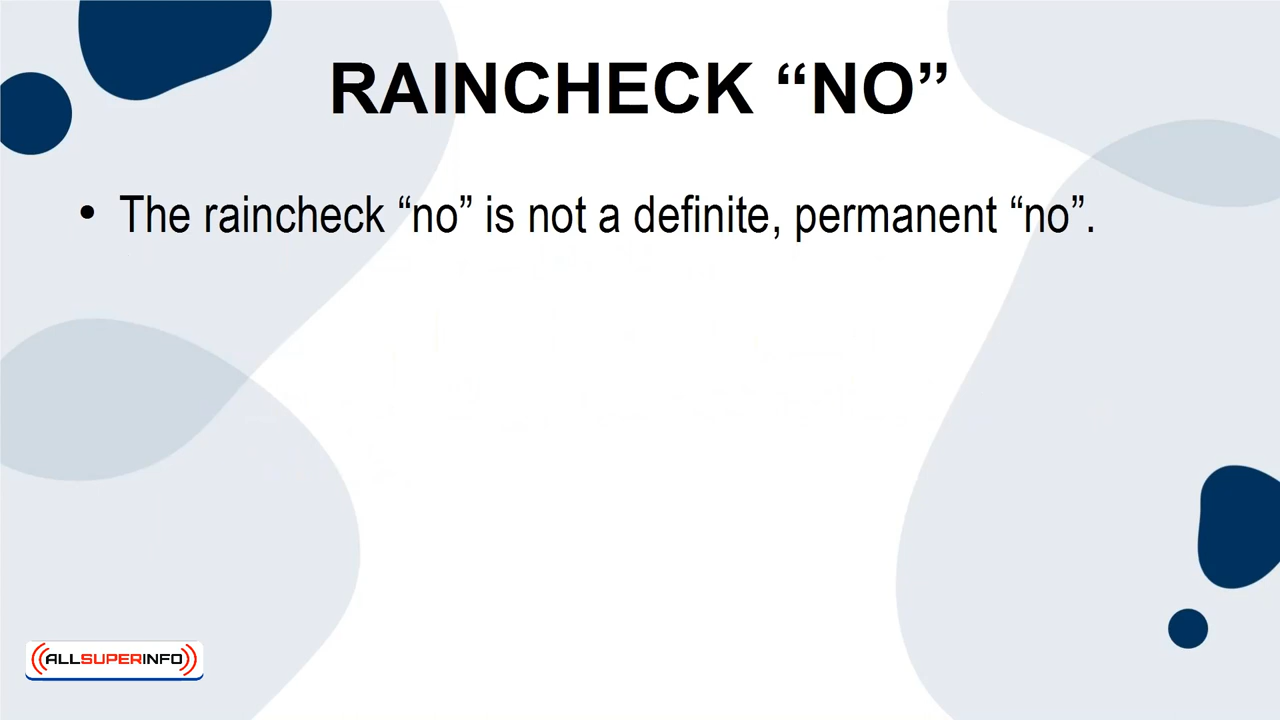 RAINCHECK “NO”
• The raincheck “no” is not a definite, permanent “no”.
ALLSUPERINFO